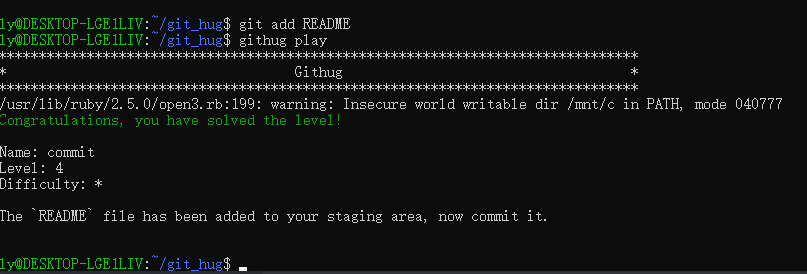 ly@DESKTOP-LGE1LIV:~/git_hug$ git add README
ly@DESKTOP-LGE1LIV:~/git_hug$ githug play
********************************************************************************
*                                    Githug                                    *
********************************************************************************
/usr/lib/ruby/2.5.0/open3.rb:199: warning: Insecure world writable dir /mnt/c in PATH, mode 040777
Congratulations, you have solved the level!
Name: commit
Level: 4
Difficulty: *
The `README` file has been added to your staging area, now commit it.
ly@DESKTOP-LGE1LIV:~/git_hug$